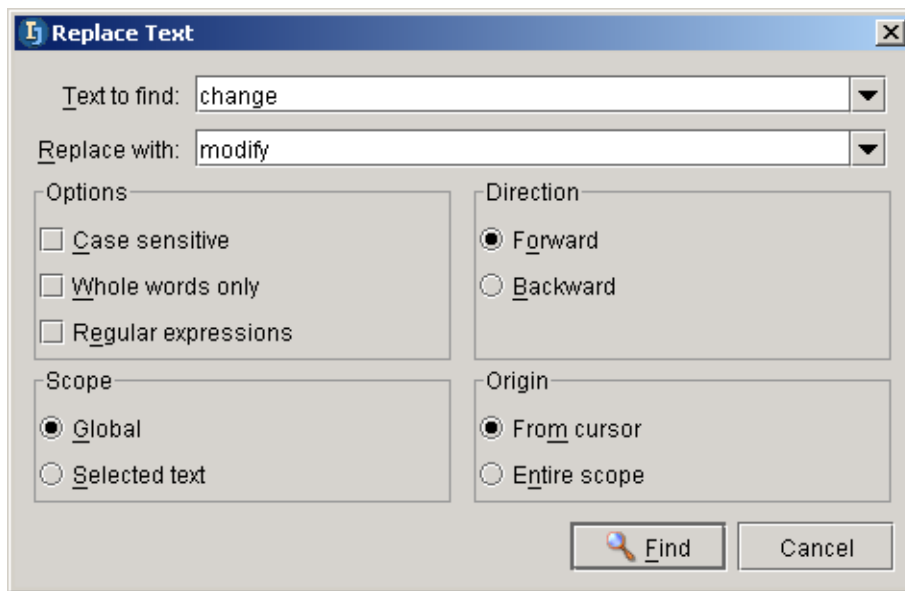 Replace Text
Text to find: change
Replace with: modify
Options
Case sensitive
Whole words only
Regular expressions
Direction
Forward
Backward
Scope
Global
Selected text
Origin
From cursor
Entire scope
Find Cancel